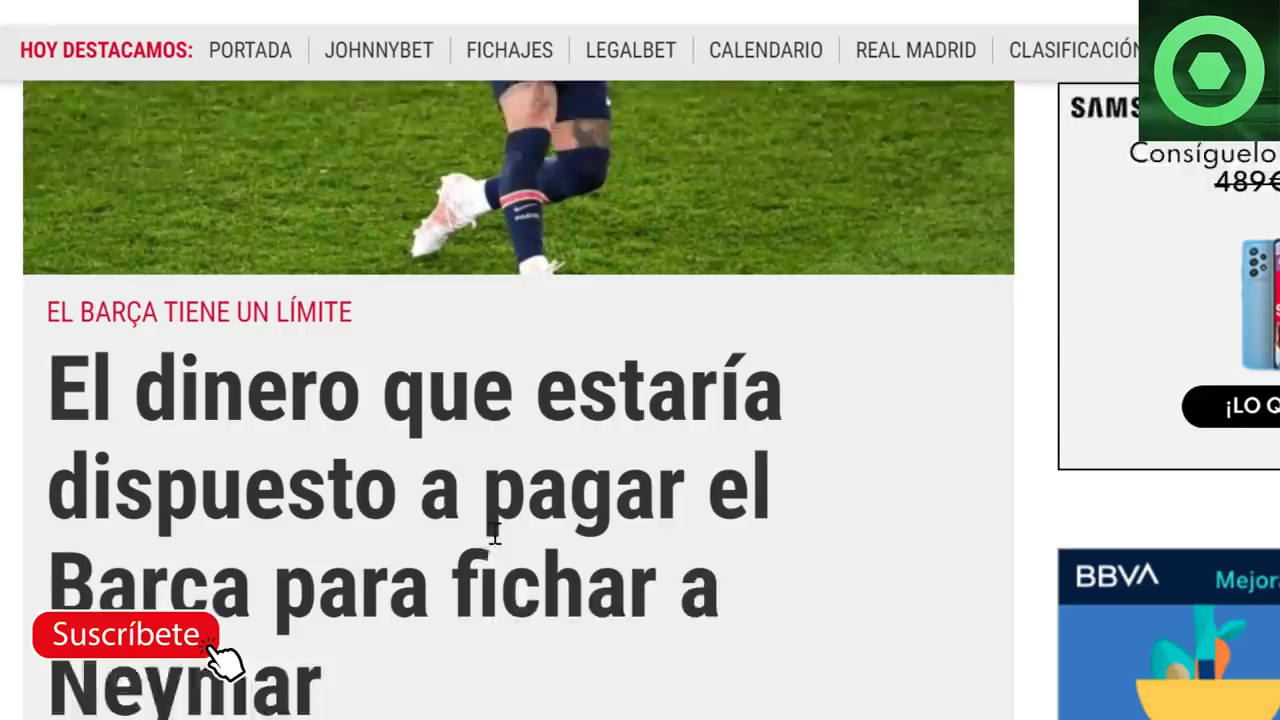 HOY DESTACAMOS: PORTADA JOHNNYBET FICHAJES LEGALBET CALENDARIO REAL MADRID CLASIFICACIÓN
SAMS
Consíguelo
489€
¡LO Q
EL BARÇA TIENE UN LÍMITE
El dinero que estaría
dispuesto a pagar el
Barça para fichar a
Neymar
Suscríbete
BBVA
Mejor